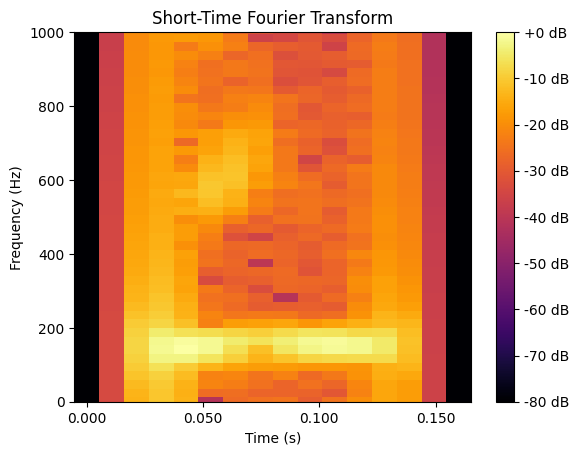 Short-Time Fourier Transform
1000
800
600
400
200
0
Frequency (Hz)
0.000
0.050
0.100
0.150
Time (s)
+0 dB
-10 dB
-20 dB
-30 dB
-40 dB
-50 dB
-60 dB
-70 dB
-80 dB